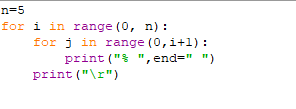 n=5
for i in range(0, n):
    for j in range(0,i+1):
        print("% ",end=" ")
    print("\r")